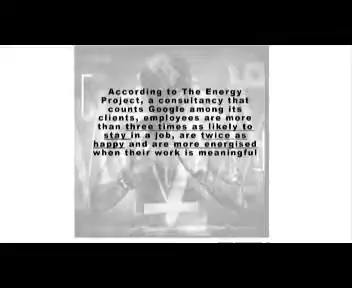 According to The Energy
Project, a consultancy that
counts Google among its
clients, employees are more
than three times as likely to
stay in a job, are twice as
happy and are more energised
when their work is meaningful